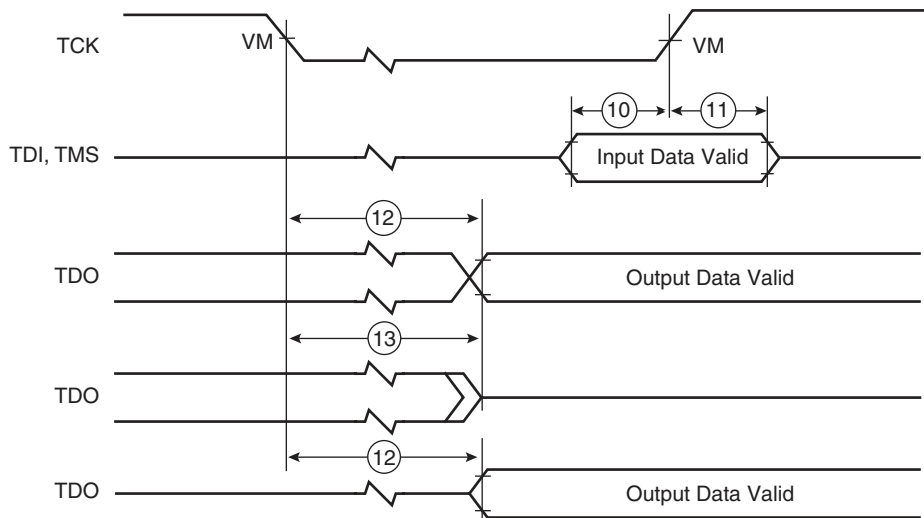 TCK
VM
VM
10
11
TDI, TMS
Input Data Valid
12
TDO
Output Data Valid
13
TDO
12
TDO
Output Data Valid